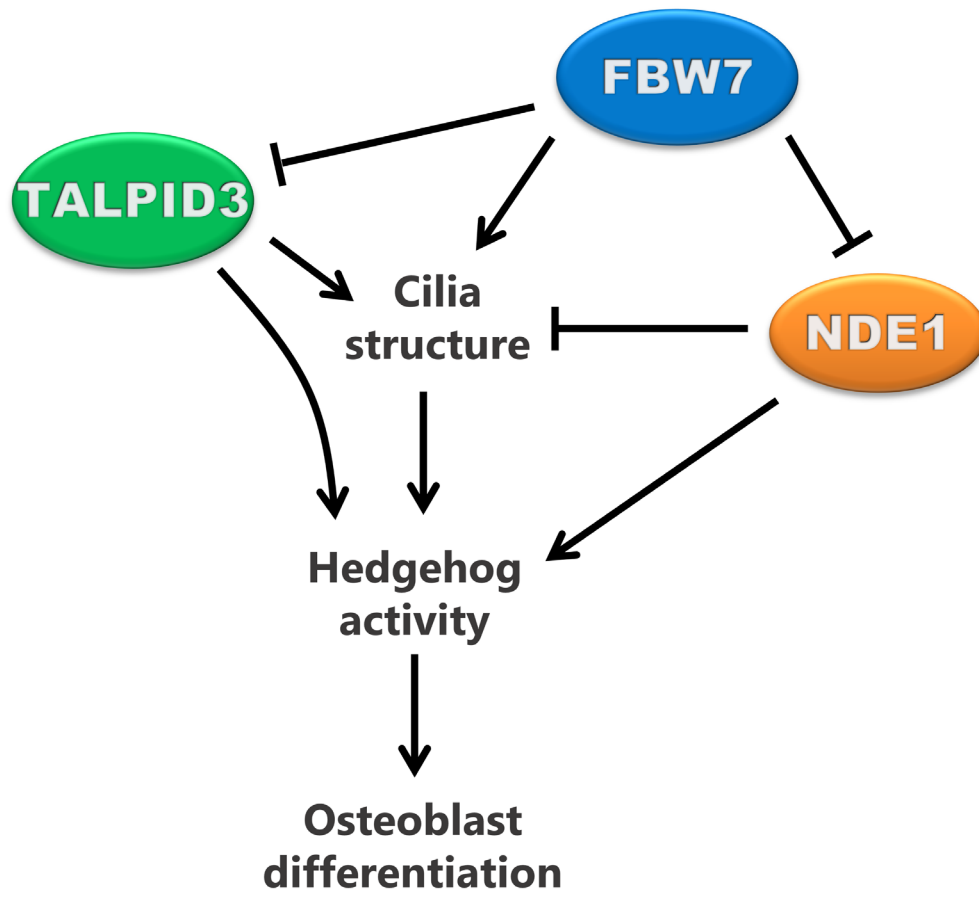 FBW7
TALPID3
Cilia
structure
NDE1
Hedgehog
activity
Osteoblast
differentiation